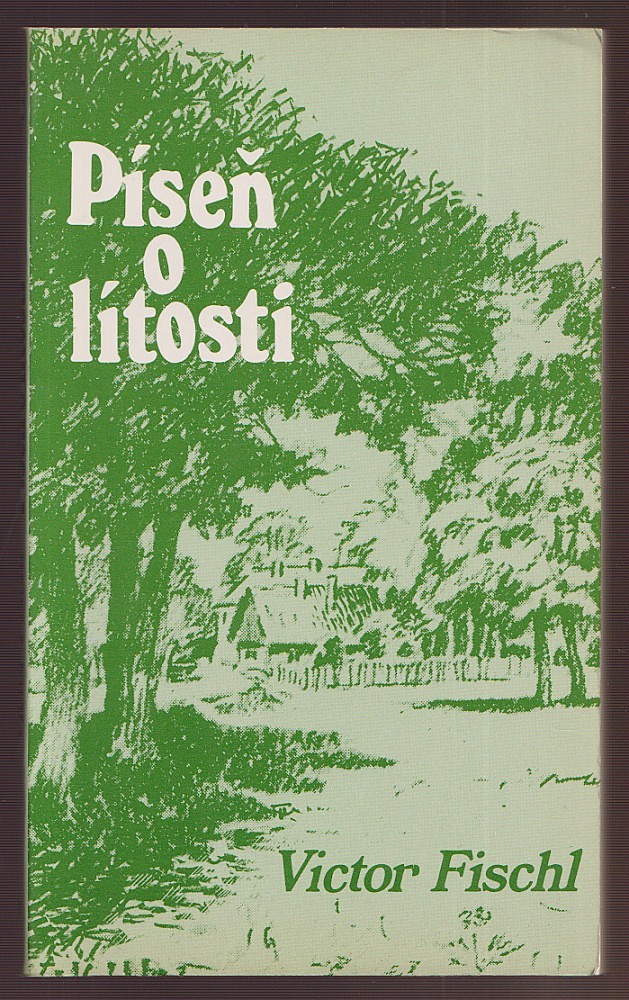 Píseň
o
lítosti
Victor Fischl